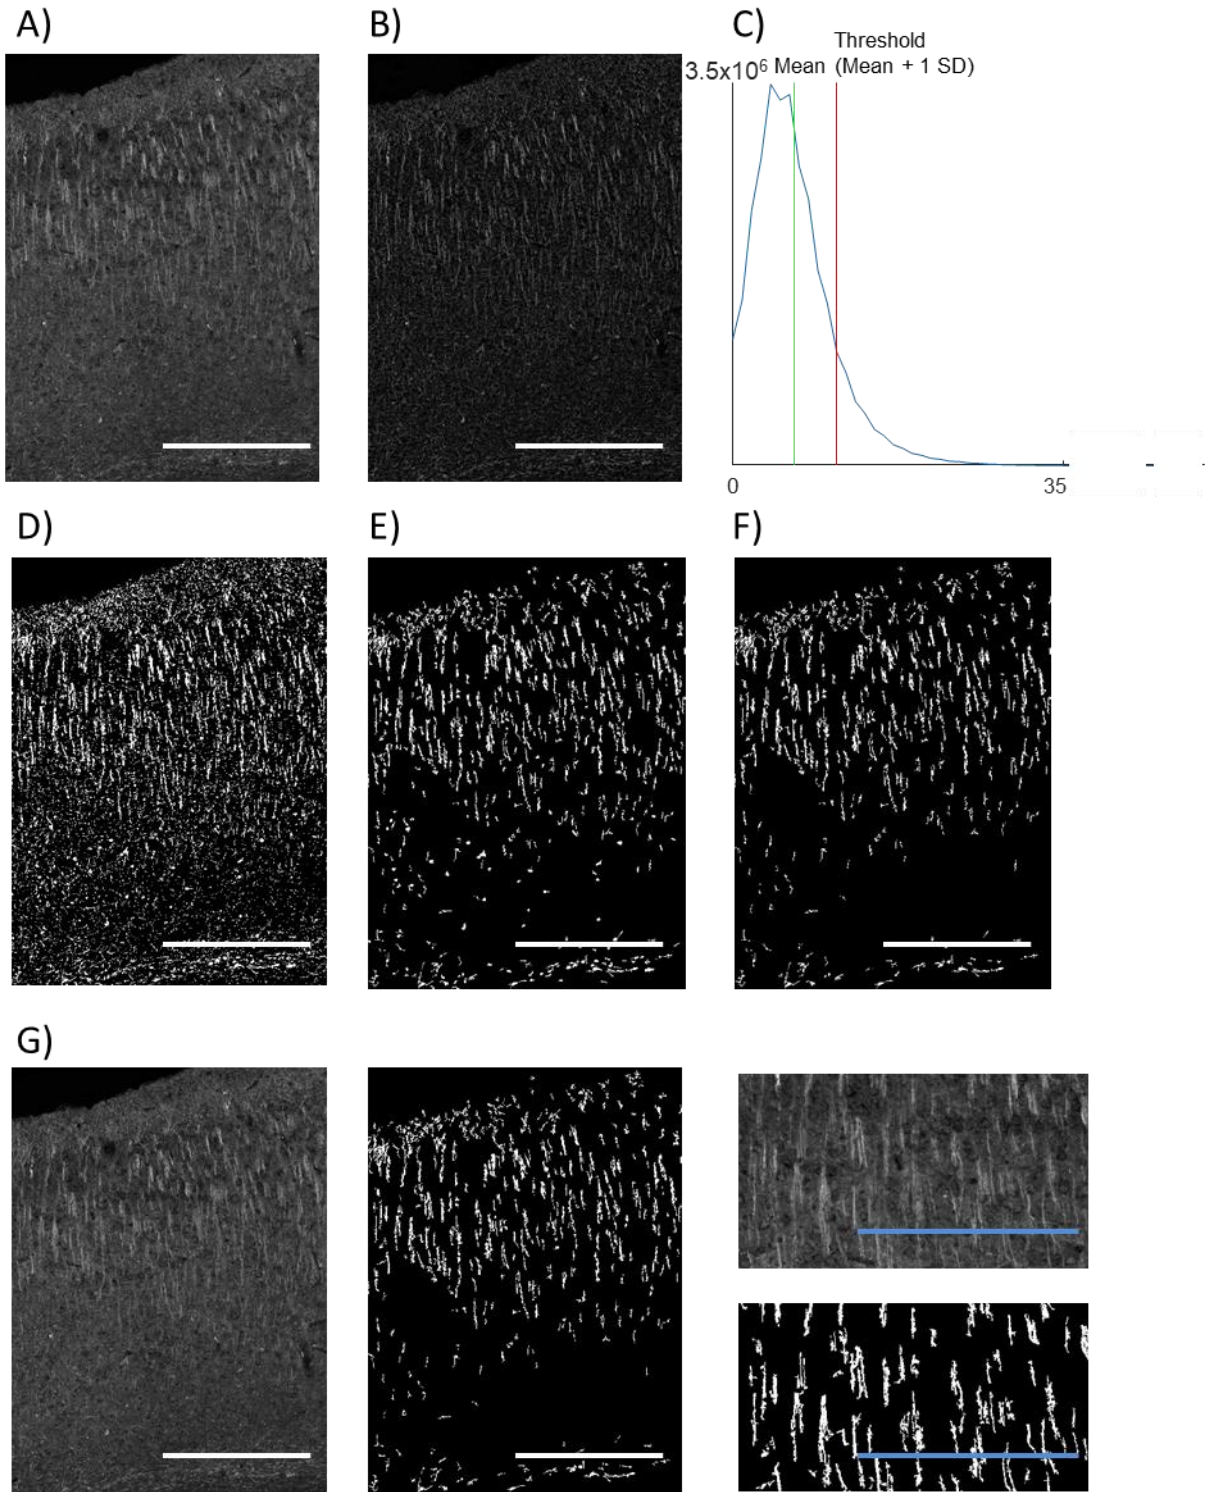 A)
B)
C)
Threshold
3.5x10⁶ Mean (Mean + 1 SD)
0
35
D)
E)
F)
G)